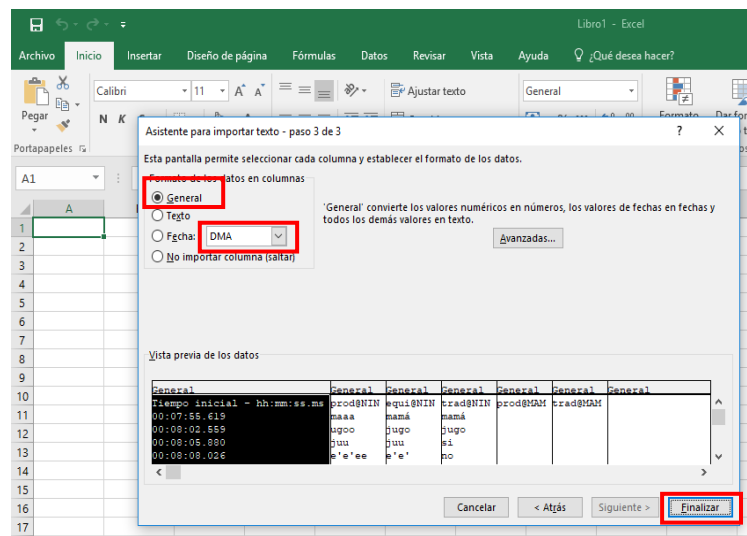 Libro1 - Excel
Archivo Inicio Insertar Diseño de página Fórmulas Datos Revisar Vista Ayuda ¿Qué desea hacer?
Calibri 11 A A Ajustar texto General
Pegar N K
Portapapeles
Asistente para importar texto - paso 3 de 3 ? X
Esta pantalla permite seleccionar cada columna y establecer el formato de los datos.
A1
Formato de los datos en columnas
General
Texto
Fecha: DMA
No importar columna (saltar)
'General' convierte los valores numéricos en números, los valores de fechas en fechas y
todos los demás valores en texto.
Avanzadas...
A
1
2
3
4
5
6
7
8
9
10
11
12
13
14
15
16
17
Vista previa de los datos
General General General General General General General
Tiempo inicial - hh:mm:ss.ms prod@NIN equi@NIN trad@NIN prod@MAM trad@MAM
00:07:55.619 maaa mamá mamá
00:08:02.559 ugoo jugo jugo
00:08:05.880 juu juu si
00:08:08.026 e'e'ee e'e' no
Cancelar < Atrás Siguiente > Finalizar